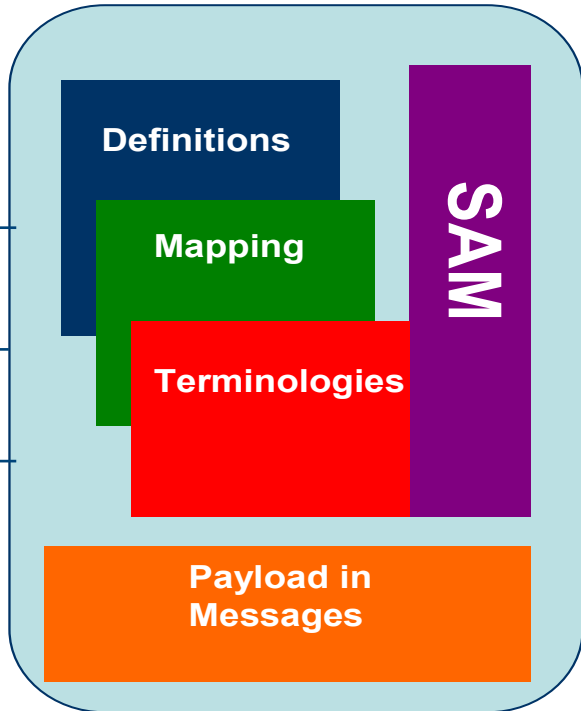 Definitions
Mapping
Terminologies
SAM
Payload in
Messages